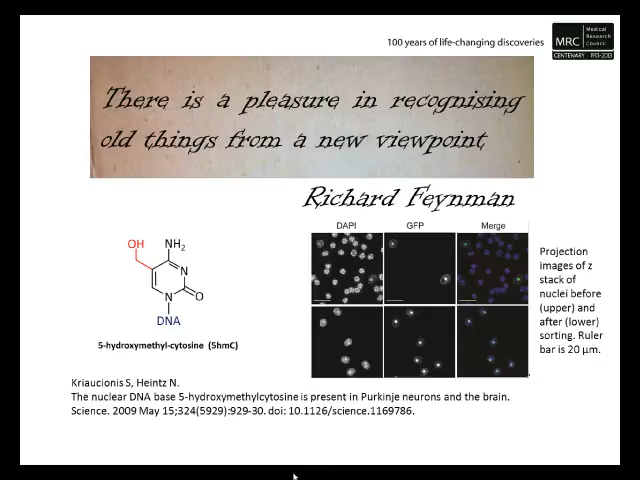 100 years of life-changing discoveries
MRC
Medical
Research
Council
CENTENARY 1913-2013
There is a pleasure in recognising
old things from a new viewpoint
Richard Feynman
DAPI GFP Merge
OH
NH2
N
N
O
DNA
5-hydroxymethyl-cytosine (5hmC)
Projection
images of z
stack of
nuclei before
(upper) and
after (lower)
sorting. Ruler
bar is 20 μm.
Kriaucionis S, Heintz N.
The nuclear DNA base 5-hydroxymethylcytosine is present in Purkinje neurons and the brain.
Science. 2009 May 15;324(5929):929-30. doi: 10.1126/science.1169786.